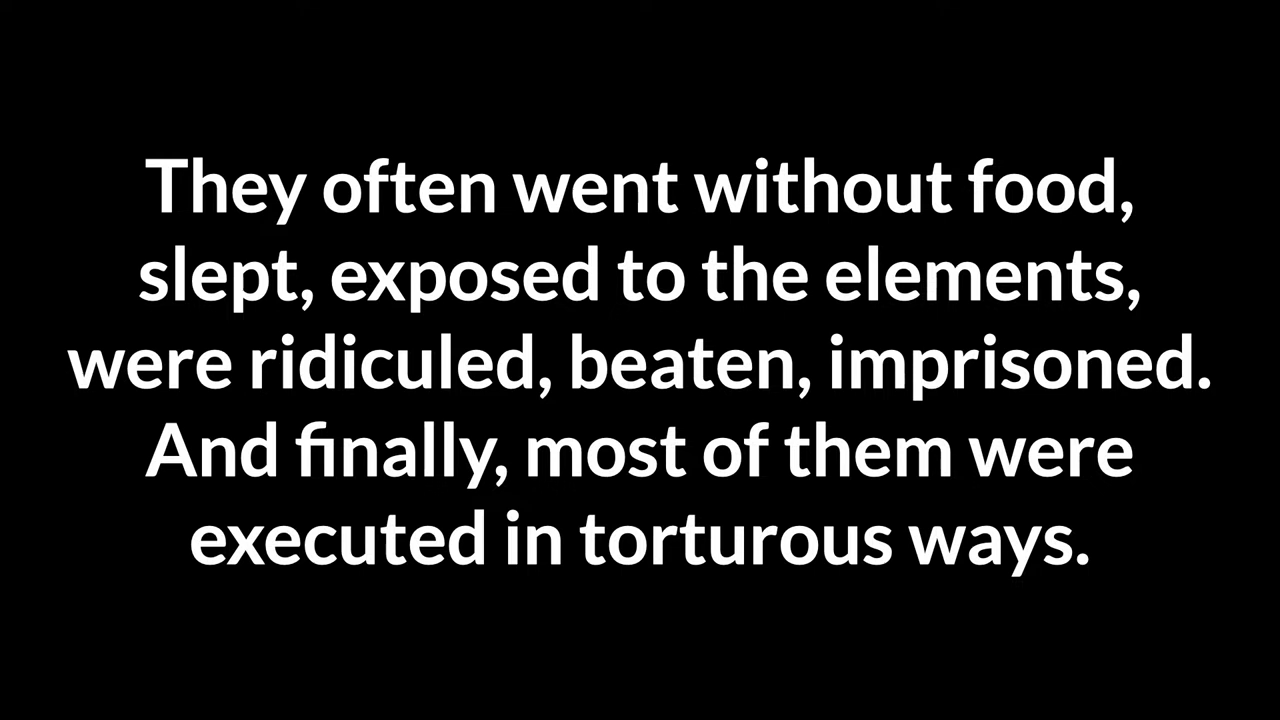 They often went without food,
slept, exposed to the elements,
were ridiculed, beaten, imprisoned.
And finally, most of them were
executed in torturous ways.